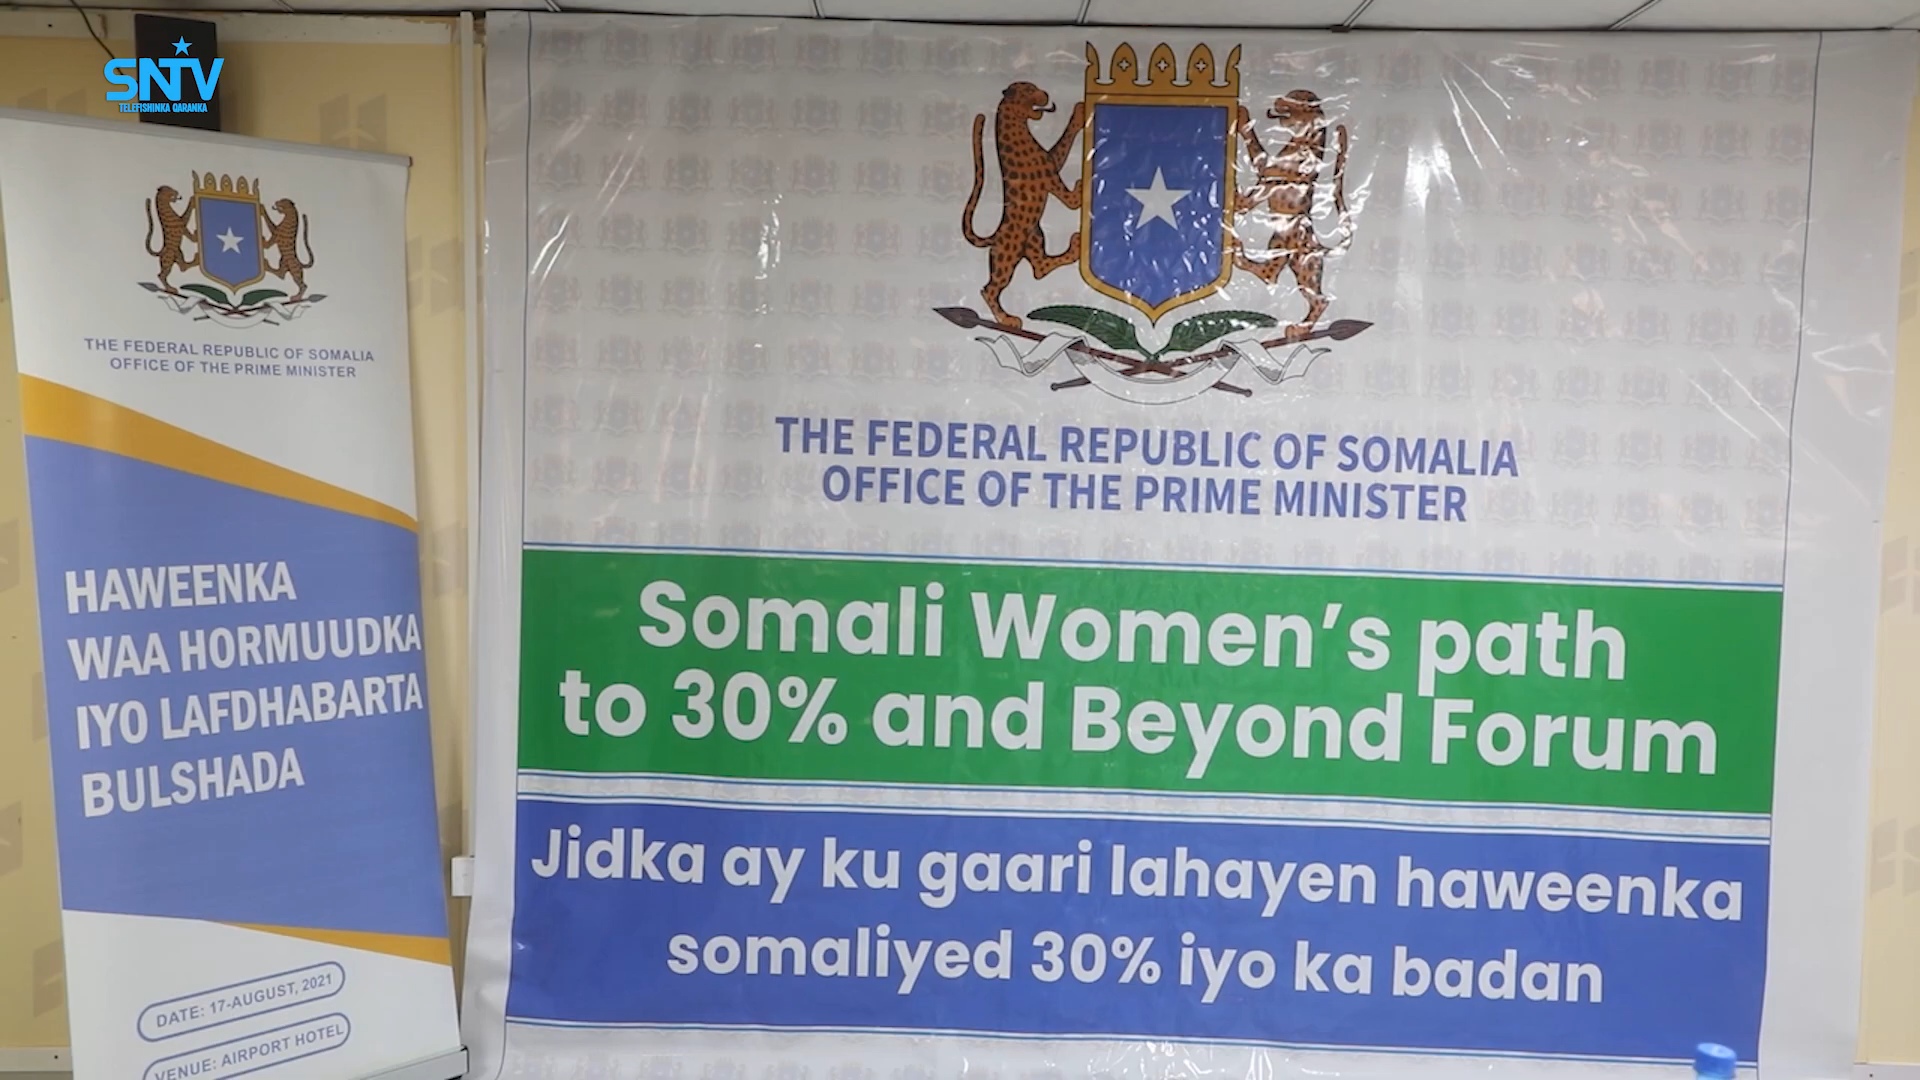 SNTV
TELEFISHINKA QARANKA
THE FEDERAL REPUBLIC OF SOMALIA
OFFICE OF THE PRIME MINISTER
HAWEENKA
WAA HORMUUDKA
IYO LAFDHABARTA
BULSHADA
DATE: 17-AUGUST, 2021
VENUE: AIRPORT HOTEL
THE FEDERAL REPUBLIC OF SOMALIA
OFFICE OF THE PRIME MINISTER
Somali Women's path
to 30% and Beyond Forum
Jidka ay ku gaari lahayen haweenka
somaliyed 30% iyo ka badan